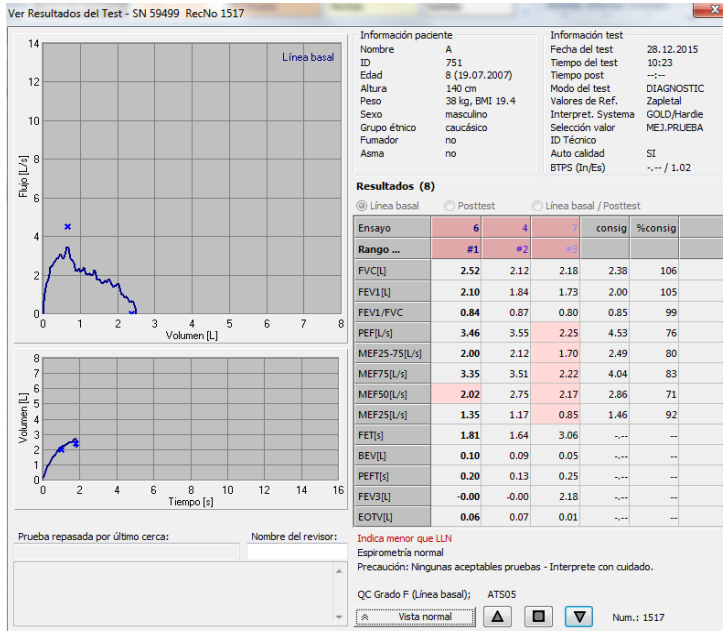 Ver Resultados del Test - SN 59499 RecNo 1517
Línea basal
Flujo [L/s]
14
12
10
8
6
4
2
0
0 1 2 3 4 5 6 7 8
Volumen [L]
Volumen [L]
8
7
6
5
4
3
2
1
0
0 2 4 6 8 10 12 14 16
Tiempo [s]
Prueba repasada por último cerca:
Nombre del revisor:
Información paciente
Nombre A
ID 751
Edad 8 (19.07.2007)
Altura 140 cm
Peso 38 kg, BMI 19.4
Sexo masculino
Grupo étnico caucásico
Fumador no
Asma no
Información test
Fecha del test 28.12.2015
Tiempo del test 10:23
Tiempo post --:--
Modo del test DIAGNOSTIC
Valores de Ref. Zapletal
Interpret. Systema GOLD/Hardie
Selección valor MEJ.PRUEBA
ID Técnico
Auto calidad SI
BTPS (In/Es) -.-- / 1.02
Resultados (8)
Línea basal Posttest Línea basal / Posttest
Ensayo 6 4 7 consig %consig
Rango ... #1 #2 #3
FVC[L] 2.52 2.12 2.18 2.38 106
FEV1[L] 2.10 1.84 1.73 2.00 105
FEV1/FVC 0.84 0.87 0.80 0.85 99
PEF[L/s] 3.46 3.55 2.25 4.53 76
MEF25-75[L/s] 2.00 2.12 1.70 2.49 80
MEF75[L/s] 3.35 3.51 2.22 4.04 83
MEF50[L/s] 2.02 2.75 2.17 2.86 71
MEF25[L/s] 1.35 1.17 0.85 1.46 92
FET[s] 1.81 1.64 3.06 -.-- --
BEV[L] 0.10 0.09 0.05 -.-- --
PEFT[s] 0.20 0.13 0.25 -.-- --
FEV3[L] -0.00 -0.00 2.18 -.-- --
EOTV[L] 0.06 0.07 0.01 -.-- --
Indica menor que LLN
Espirometría normal
Precaución: Ningunas aceptables pruebas - Interprete con cuidado.
QC Grado F (Línea basal); ATS05
Vista normal
Num.: 1517